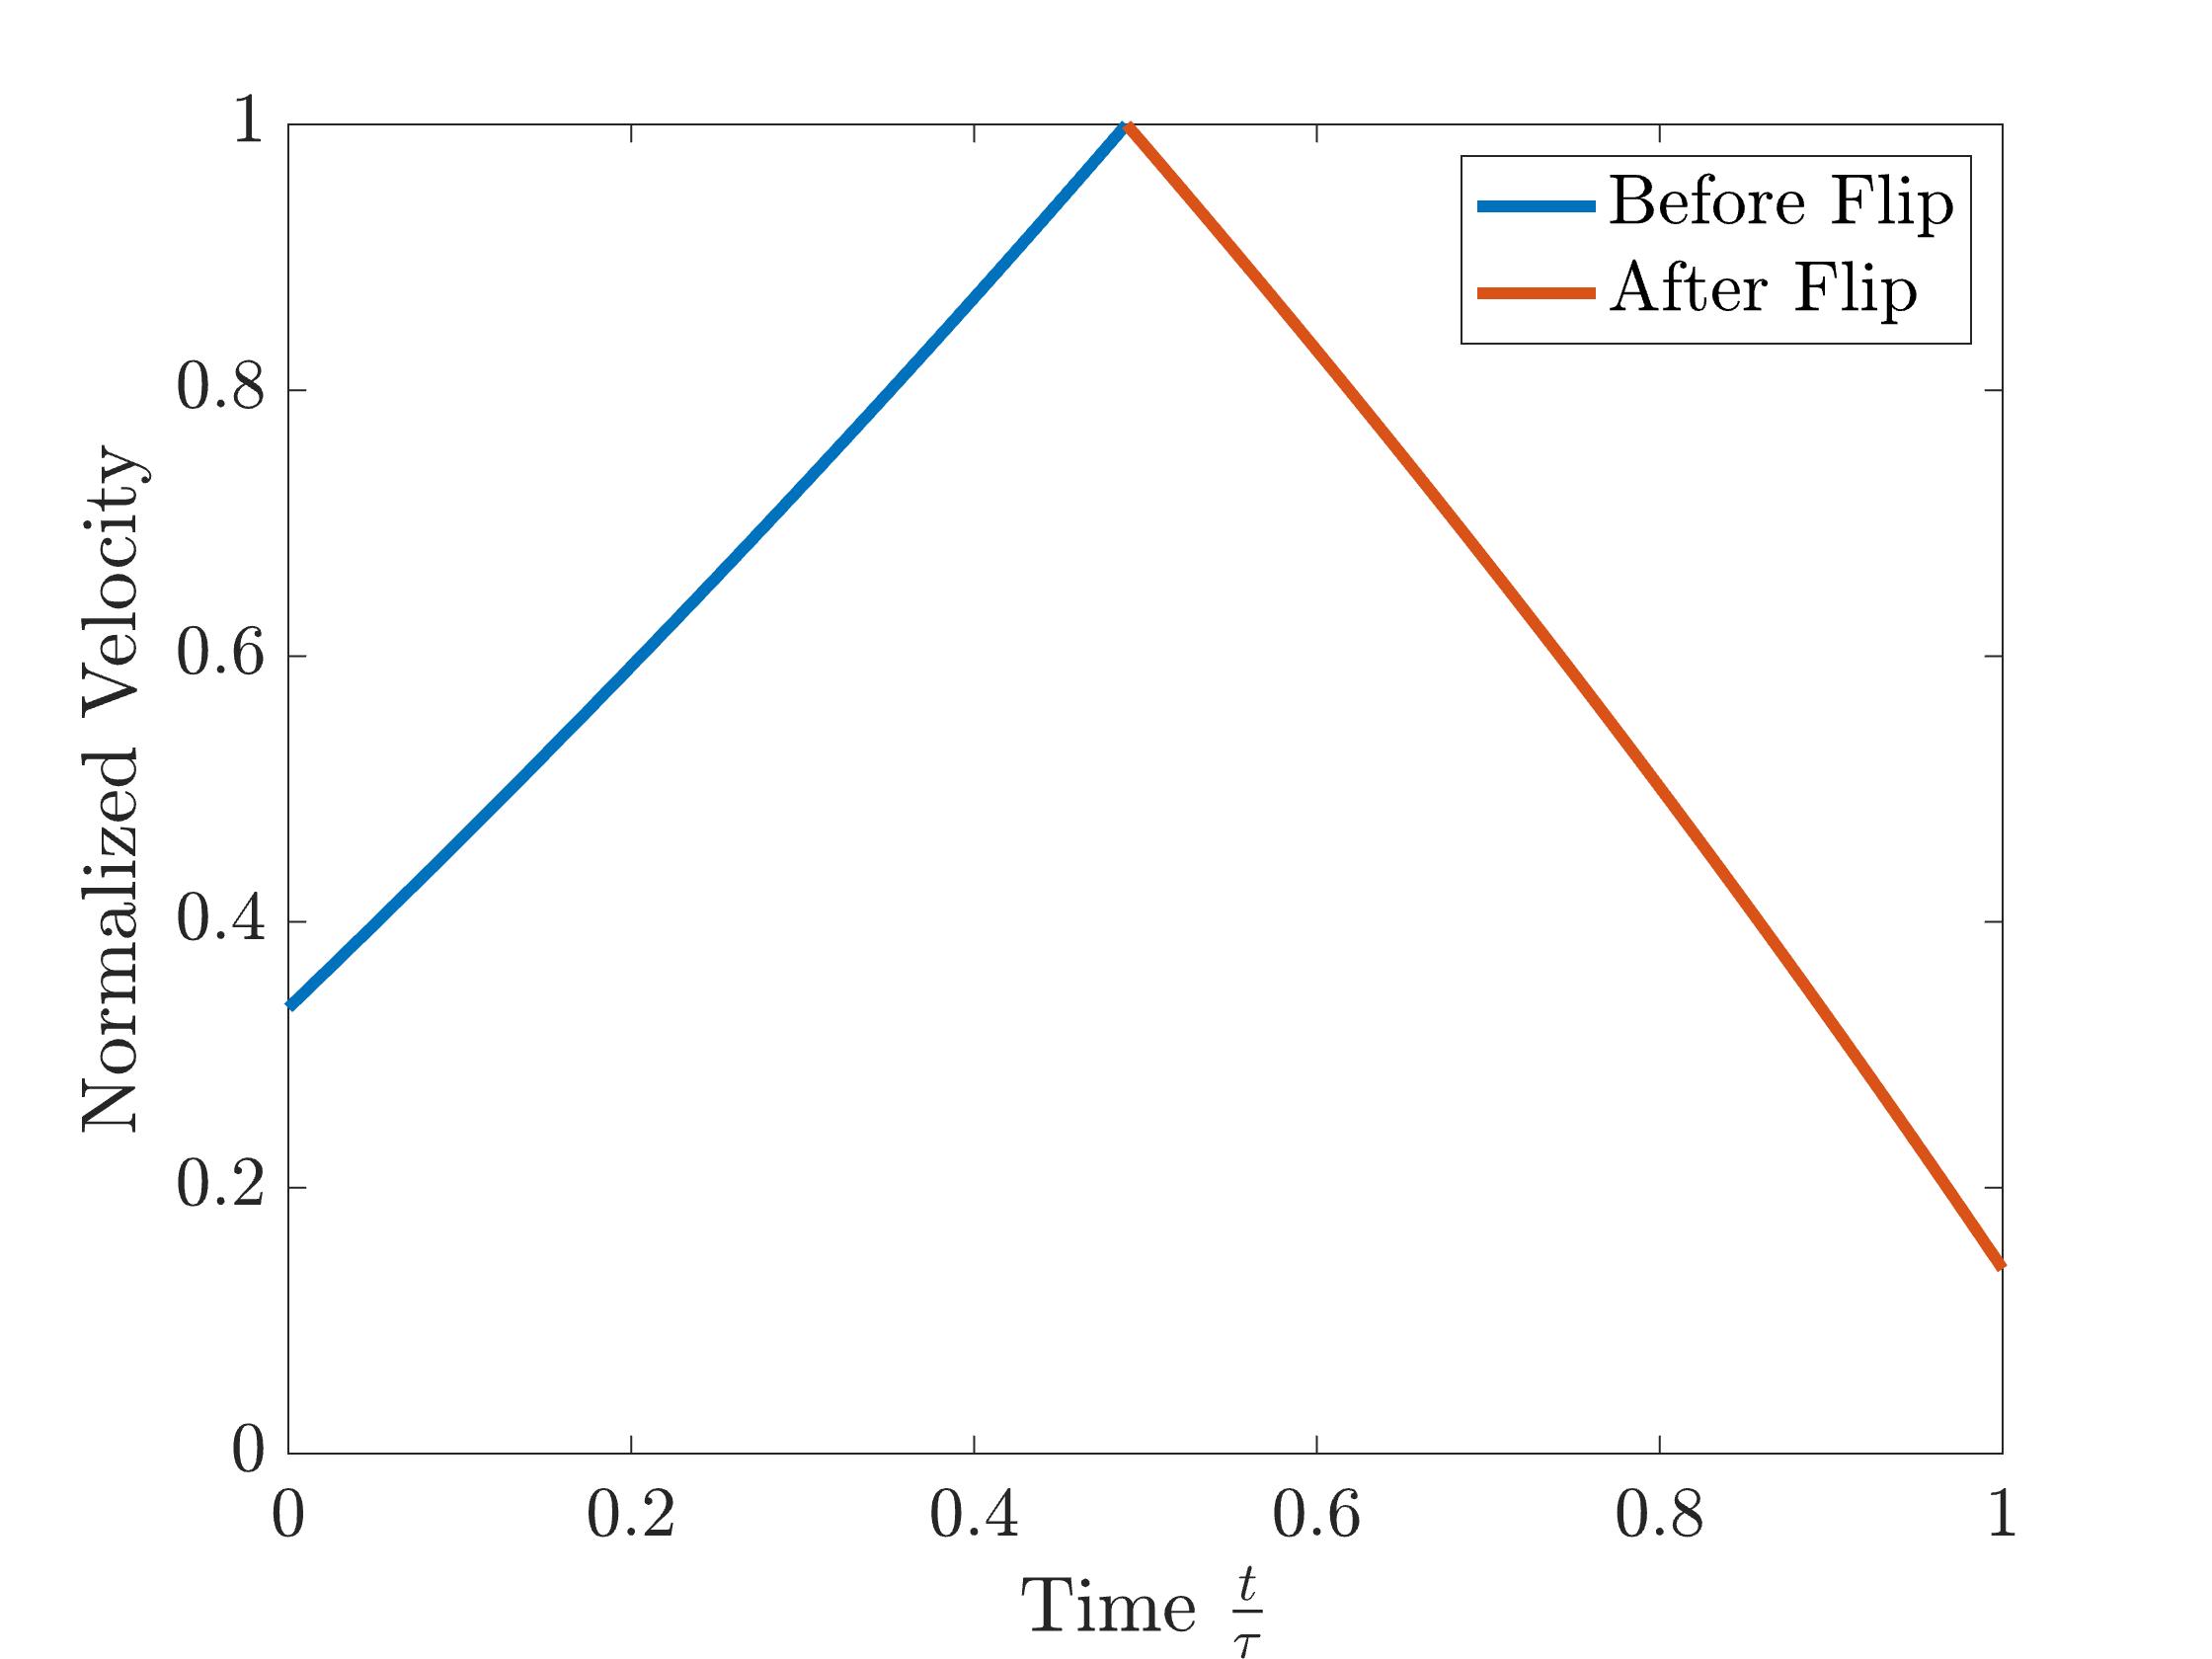 1
Before Flip
After Flip
0.8
0.6
0.4
0.2
0
Normalized Velocity
0 0.2 0.4 0.6 0.8 1
Time t/τ